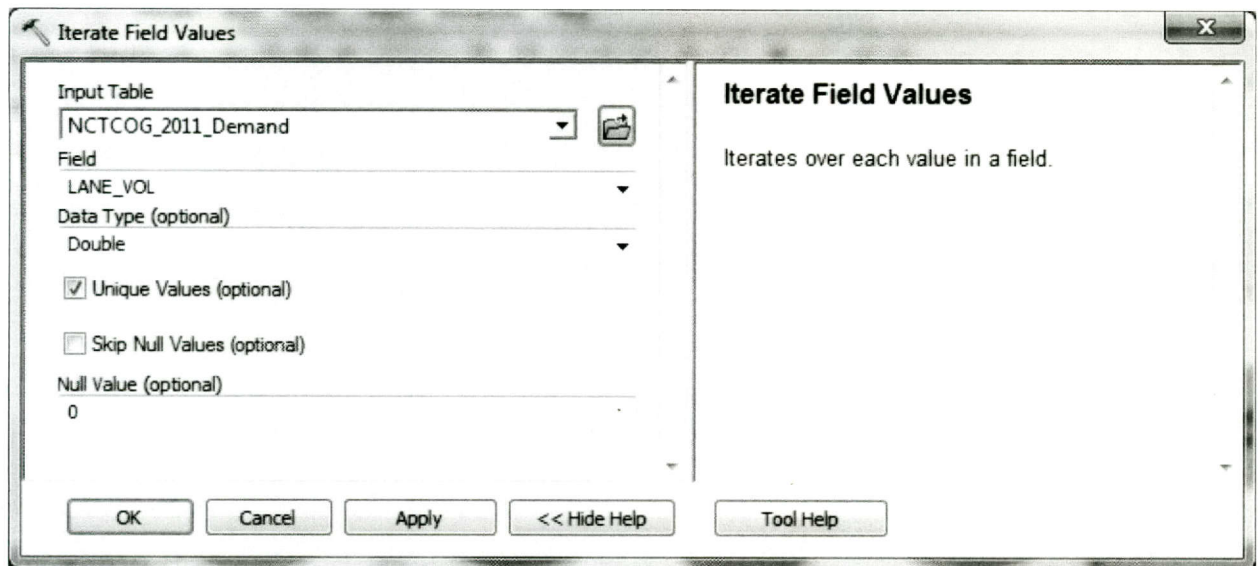 Iterate Field Values
Input Table
NCTCOG_2011_Demand
Field
LANE_VOL
Data Type (optional)
Double
Unique Values (optional)
Skip Null Values (optional)
Null Value (optional)
0
OK
Cancel
Apply
<< Hide Help
Iterate Field Values
Iterates over each value in a field.
Tool Help